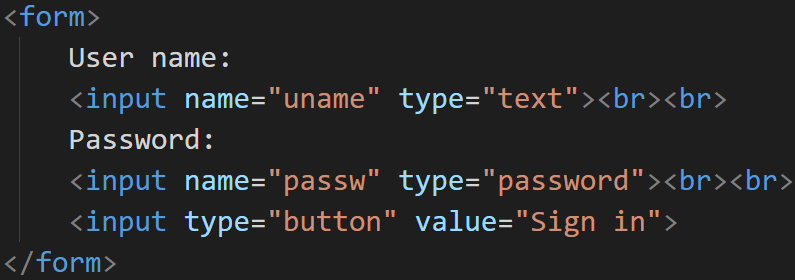 <form>
User name:
<input name="uname" type="text"><br><br>
Password:
<input name="passw" type="password"><br><br>
<input type="button" value="Sign in">
</form>